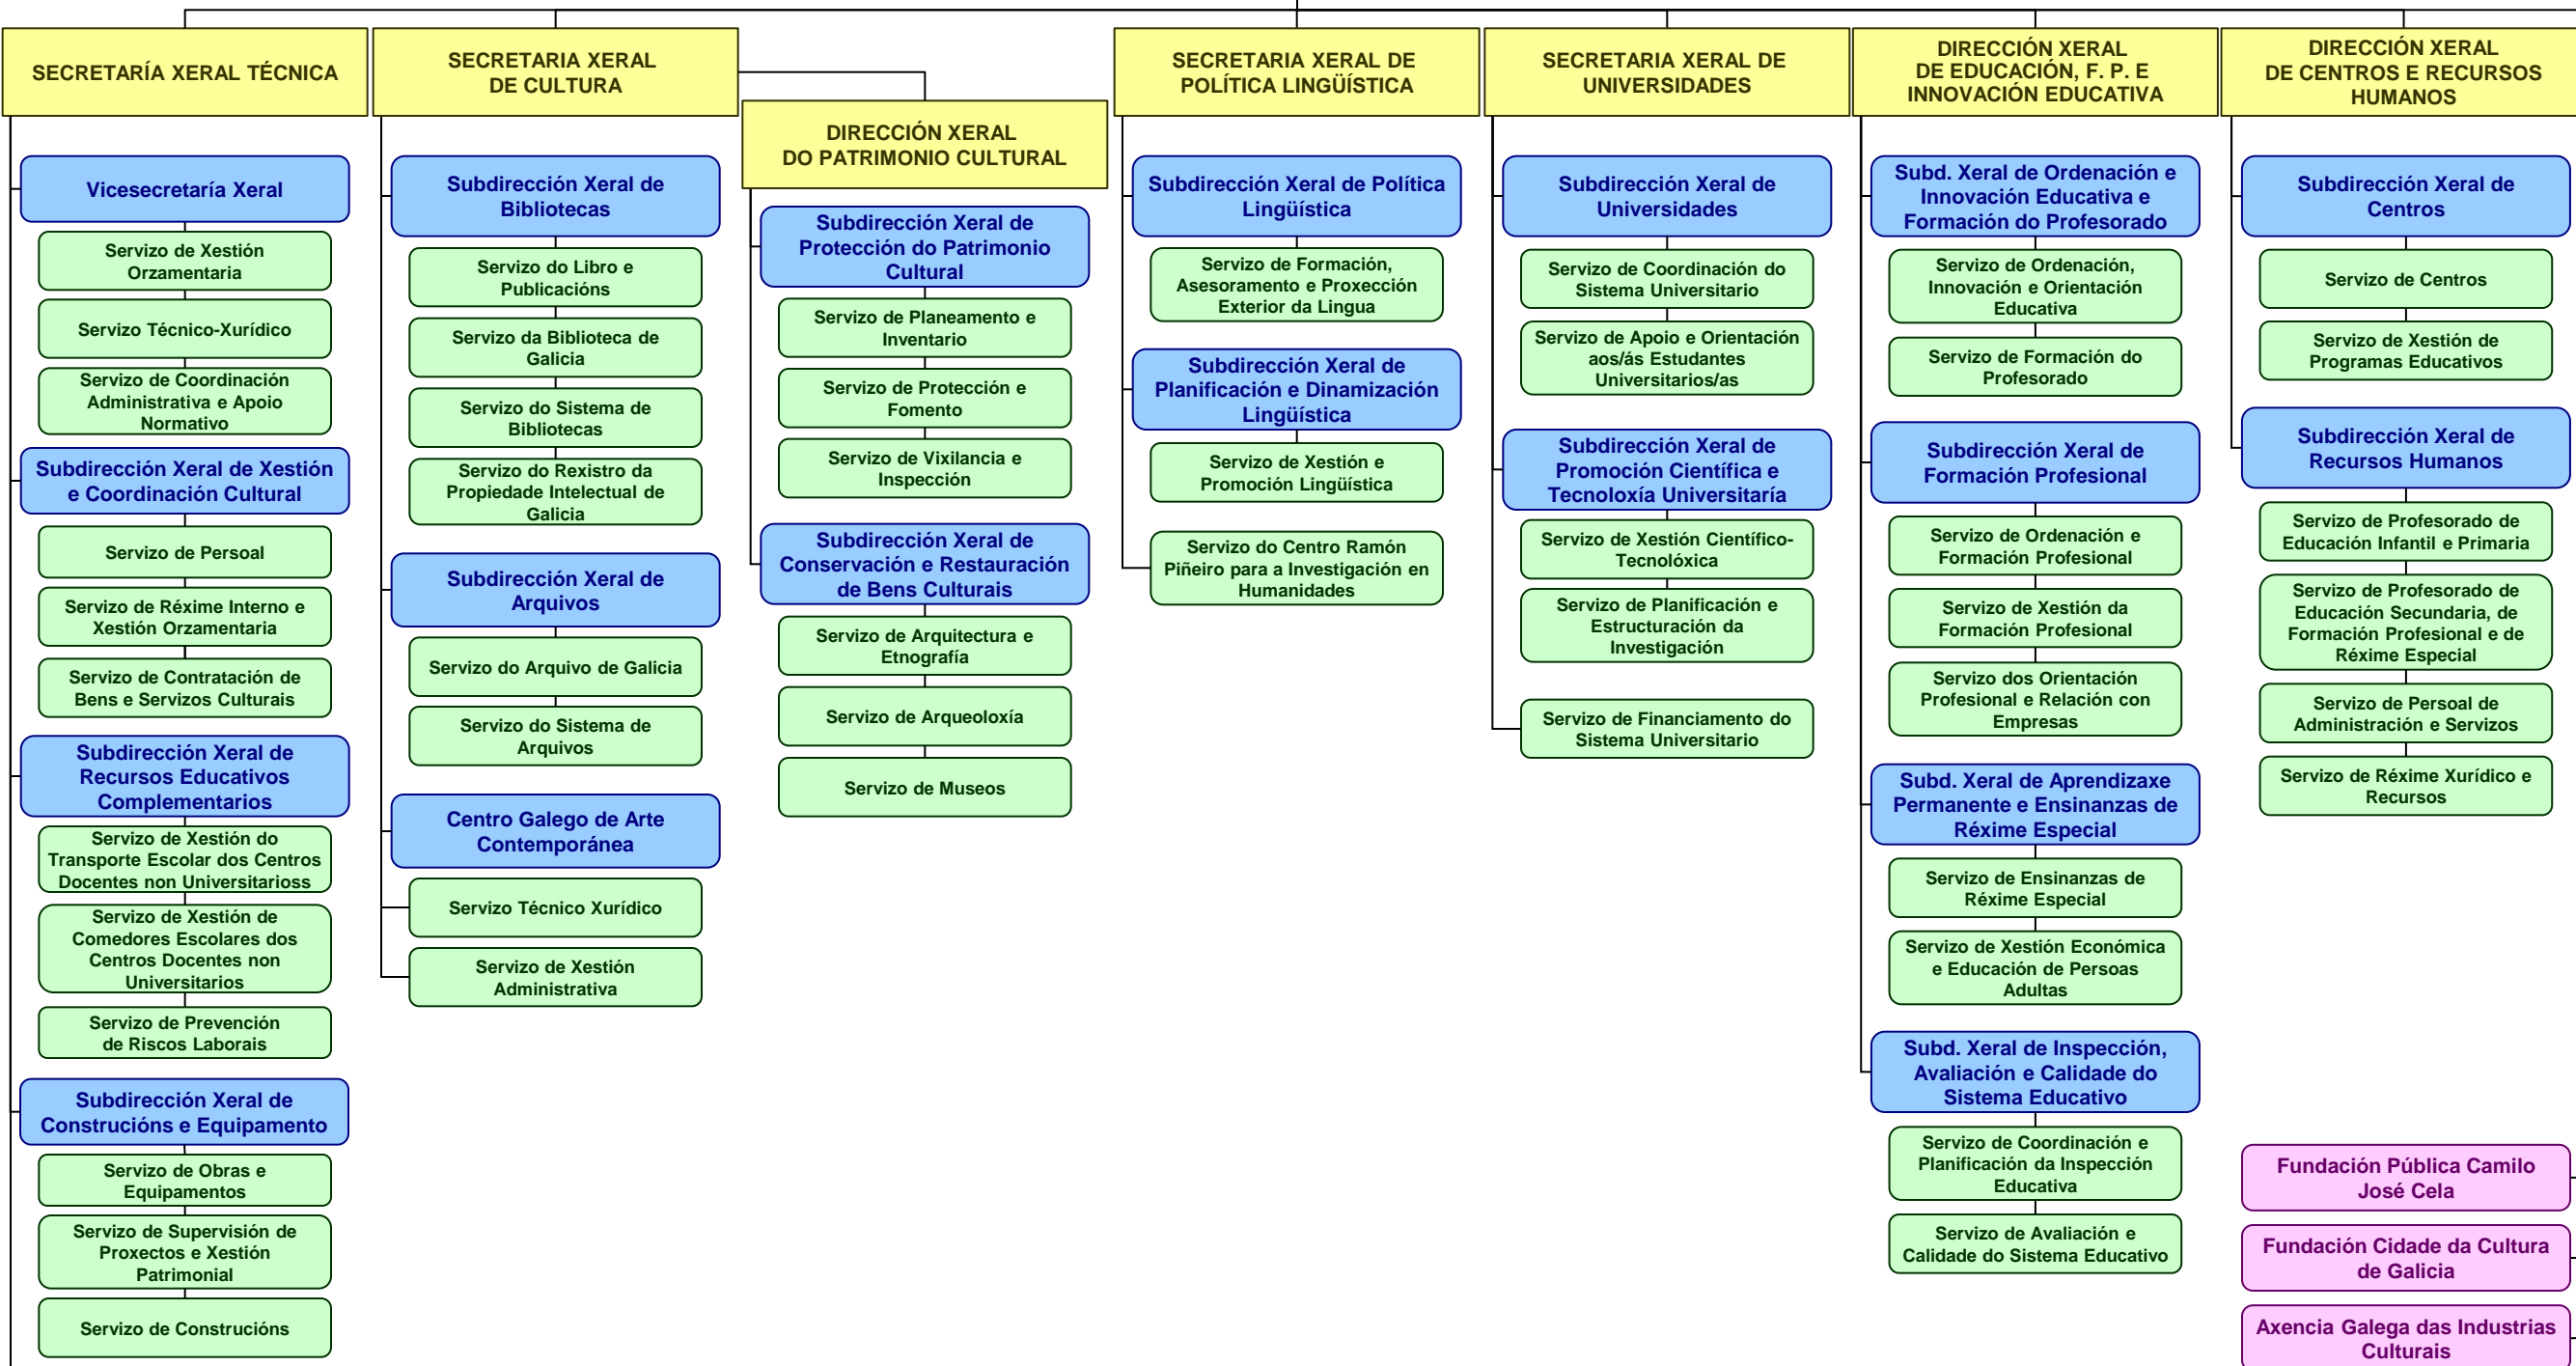 SECRETARÍA XERAL TÉCNICA
Vicesecretaría Xeral
Servizo de Xestión
Orzamentaria
Servizo Técnico-Xurídico
Servizo de Coordinación
Administrativa e Apoio
Normativo
Subdirección Xeral de Xestión
e Coordinación Cultural
Servizo de Persoal
Servizo de Réxime Interno e
Xestión Orzamentaria
Servizo de Contratación de
Bens e Servizos Culturais
Subdirección Xeral de
Recursos Educativos
Complementarios
Servizo de Xestión do
Transporte Escolar dos Centros
Docentes non Universitarioss
Servizo de Xestión de
Comedores Escolares dos
Centros Docentes non
Universitarios
Servizo de Prevención
de Riscos Laborais
Subdirección Xeral de
Construcións e Equipamento
Servizo de Obras e
Equipamentos
Servizo de Supervisión de
Proxectos e Xestión
Patrimonial
Servizo de Construcións
SECRETARIA XERAL
DE CULTURA
Subdirección Xeral de
Bibliotecas
Servizo do Libro e
Publicacións
Servizo da Biblioteca de
Galicia
Servizo do Sistema de
Bibliotecas
Servizo do Rexistro da
Propiedade Intelectual de
Galicia
Subdirección Xeral de
Arquivos
Servizo do Arquivo de Galicia
Servizo do Sistema de
Arquivos
Centro Galego de Arte
Contemporánea
Servizo Técnico Xurídico
Servizo de Xestión
Administrativa
DIRECCIÓN XERAL
DO PATRIMONIO CULTURAL
Subdirección Xeral de
Protección do Patrimonio
Cultural
Servizo de Planeamento e
Inventario
Servizo de Protección e
Fomento
Servizo de Vixilancia e
Inspección
Subdirección Xeral de
Conservación e Restauración
de Bens Culturais
Servizo de Arquitectura e
Etnografía
Servizo de Arqueoloxía
Servizo de Museos
SECRETARIA XERAL DE
POLÍTICA LINGÜÍSTICA
Subdirección Xeral de Política
Lingüística
Servizo de Formación,
Asesoramento e Proxección
Exterior da Lingua
Subdirección Xeral de
Planificación e Dinamización
Lingüística
Servizo de Xestión e
Promoción Lingüística
Servizo do Centro Ramón
Piñeiro para a Investigación en
Humanidades
SECRETARIA XERAL DE
UNIVERSIDADES
Subdirección Xeral de
Universidades
Servizo de Coordinación do
Sistema Universitario
Servizo de Apoio e Orientación
aos/ás Estudantes
Universitarios/as
Subdirección Xeral de
Promoción Científica e
Tecnoloxía Universitaría
Servizo de Xestión Científico-
Tecnolóxica
Servizo de Planificación e
Estructuración da
Investigación
Servizo de Financiamento do
Sistema Universitario
DIRECCIÓN XERAL
DE EDUCACIÓN, F. P. E
INNOVACIÓN EDUCATIVA
Subd. Xeral de Ordenación e
Innovación Educativa e
Formación do Profesorado
Servizo de Ordenación,
Innovación e Orientación
Educativa
Servizo de Formación do
Profesorado
Subdirección Xeral de
Formación Profesional
Servizo de Ordenación e
Formación Profesional
Servizo de Xestión da
Formación Profesional
Servizo dos Orientación
Profesional e Relación con
Empresas
Subd. Xeral de Aprendizaxe
Permanente e Ensinanzas de
Réxime Especial
Servizo de Ensinanzas de
Réxime Especial
Servizo de Xestión Económica
e Educación de Persoas
Adultas
Subd. Xeral de Inspección,
Avaliación e Calidade do
Sistema Educativo
Servizo de Coordinación e
Planificación da Inspección
Educativa
Servizo de Avaliación e
Calidade do Sistema Educativo
DIRECCIÓN XERAL
DE CENTROS E RECURSOS
HUMANOS
Subdirección Xeral de
Centros
Servizo de Centros
Servizo de Xestión de
Programas Educativos
Subdirección Xeral de
Recursos Humanos
Servizo de Profesorado de
Educación Infantil e Primaria
Servizo de Profesorado de
Educación Secundaria, de
Formación Profesional e de
Réxime Especial
Servizo de Persoal de
Administración e Servizos
Servizo de Réxime Xurídico e
Recursos
Fundación Pública Camilo
José Cela
Fundación Cidade da Cultura
de Galicia
Axencia Galega das Industrias
Culturais